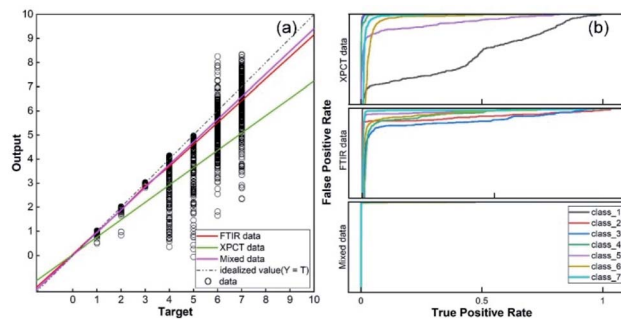 (a)
10
9
8
7
6
5
4
3
2
1
0
Output
0 1 2 3 4 5 6 7 8 9 10
Target
FTIR data
XPCT data
Mixed data
idealized value(Y = T)
data
(b)
False Positive Rate
XPCT data
FTIR data
Mixed data
class_1
class_2
class_3
class_4
class_5
class_6
class_7
0 0.5 1
True Positive Rate